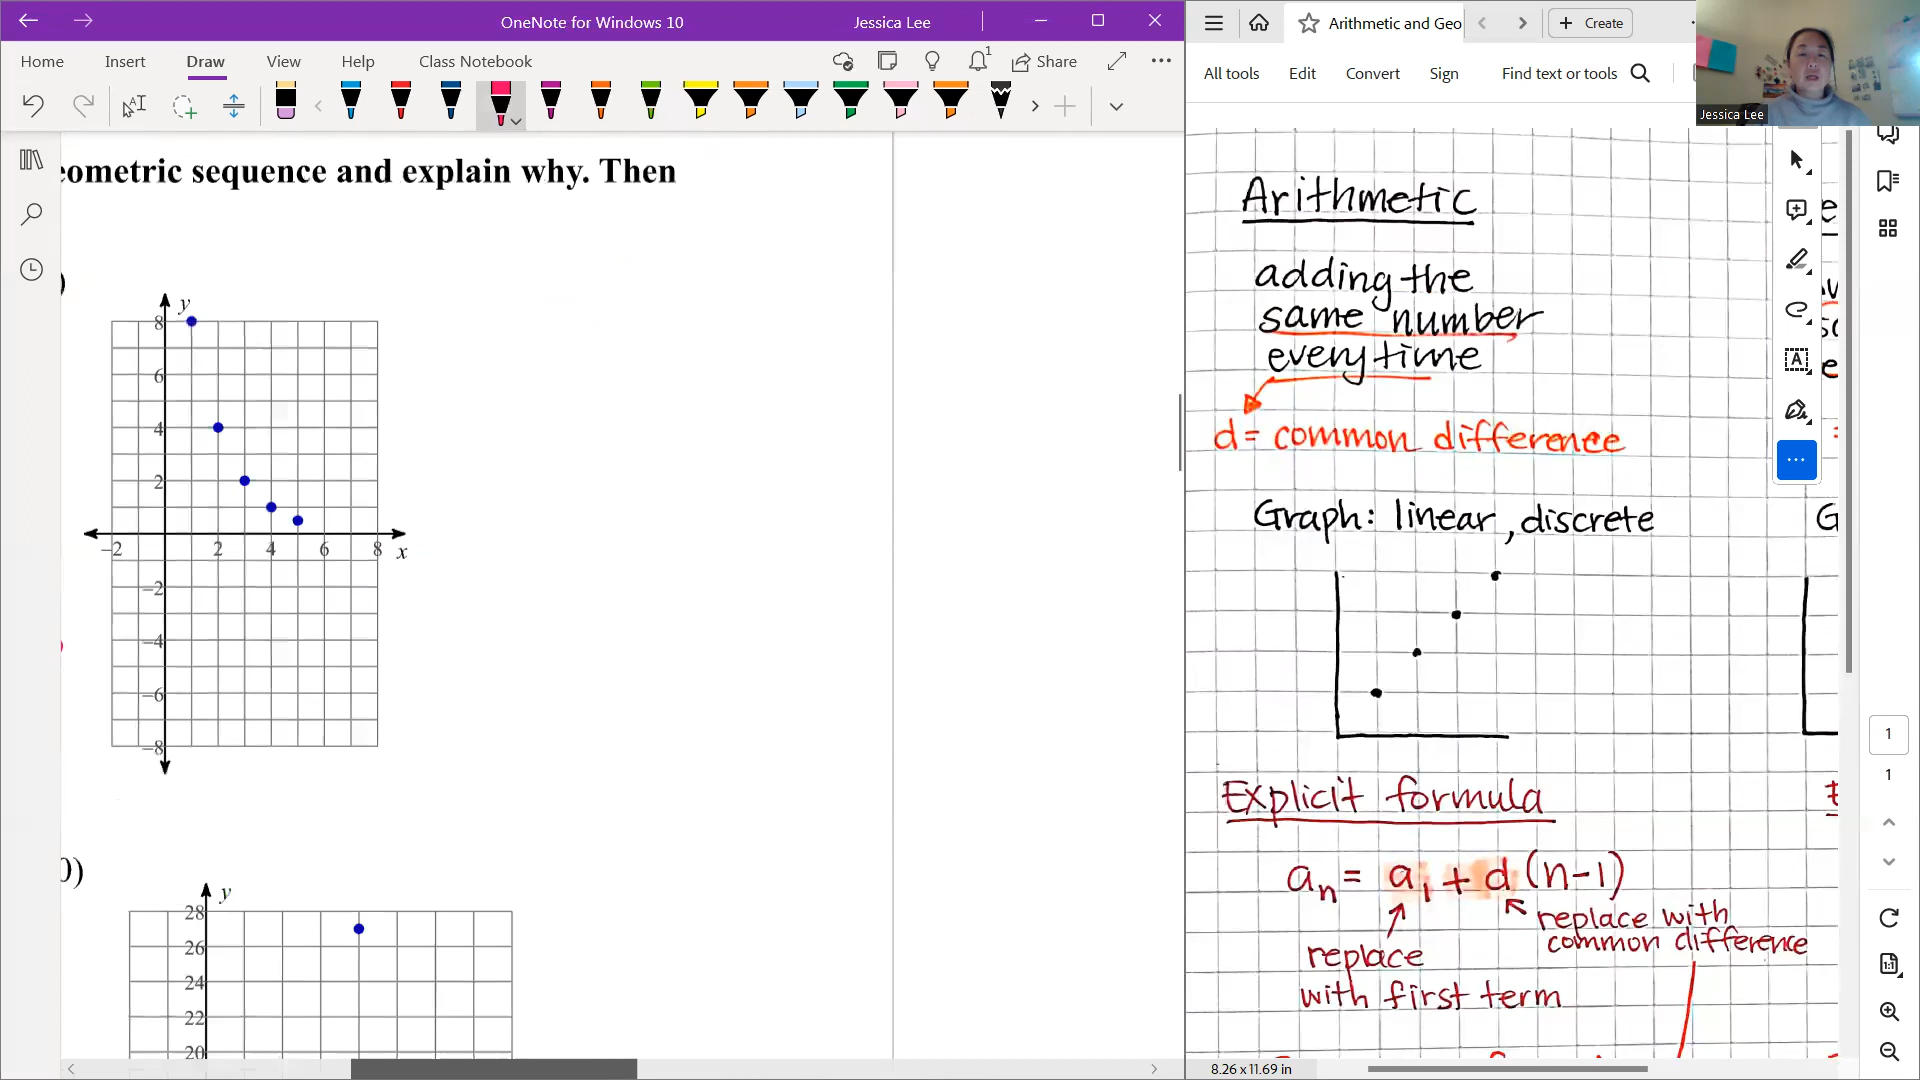 OneNote for Windows 10
Jessica Lee
Home
Insert
Draw
View
Help
Class Notebook
1
Share
eometric sequence and explain why. Then
)
y
8
6
4
2
-2
2
4
6
8
x
-2
-4
-6
-8
0)
y
28
26
24
22
20
Arithmetic and Geo
Create
All tools
Edit
Convert
Sign
Find text or tools
Jessica Lee
Arithmetic
adding the
same number
every time
d = common difference
Graph: linear, discrete
Explicit formula
aₙ = a₁ + d(n-1)
replace
with first term
replace with
common difference
G
1
1
8.26 x 11.69 in